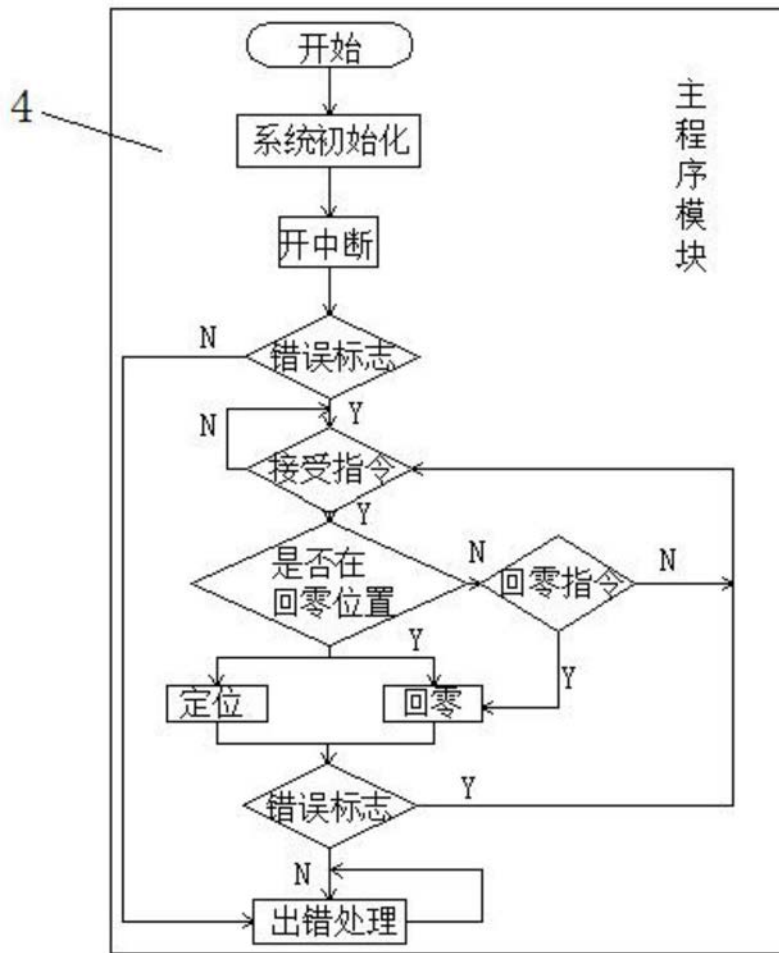 开始
4
主程序模块
系统初始化
开中断
N
错误标志
Y
N
接受指令
Y
是否在
回零位置
N
回零指令
N
Y
Y
定位
回零
错误标志
Y
N
出错处理